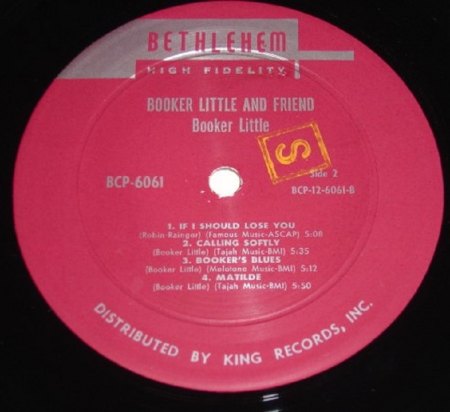 BETHLEHEM
HIGH FIDELITY
BOOKER LITTLE AND FRIEND
Booker Little
S
Side 2
BCP-6061
BCP-12-6061-B
1. IF I SHOULD LOSE YOU
(Robin-Rainger) (Famous Music-ASCAP) 5:08
2. CALLING SOFTLY
(Booker Little) (Tajah Music-BMI) 5:35
3. BOOKER'S BLUES
(Booker Little) (Melotone Music-BMI) 5:12
4. MATILDE
(Booker Little) (Tajah Music-BMI) 5:50
DISTRIBUTED BY KING RECORDS, INC.